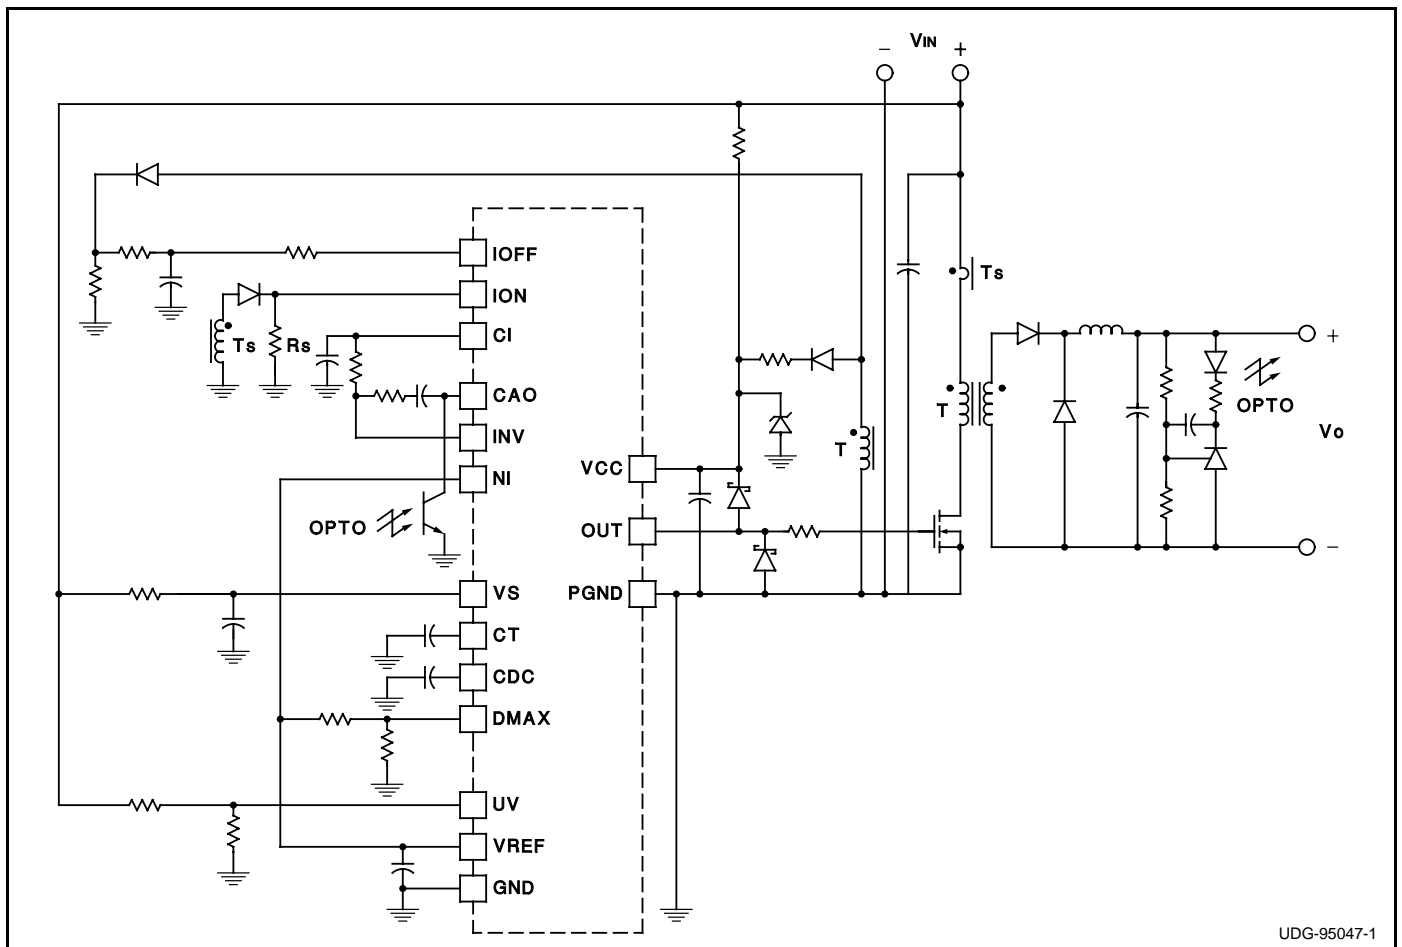 − VIN +
IOFF
ION
Ts
Ts Rs
CI
+
CAO
T
OPTO
Vo
INV
T
VCC
NI
OPTO
OUT
−
VS
PGND
CT
CDC
DMAX
UV
VREF
GND
UDG-95047-1